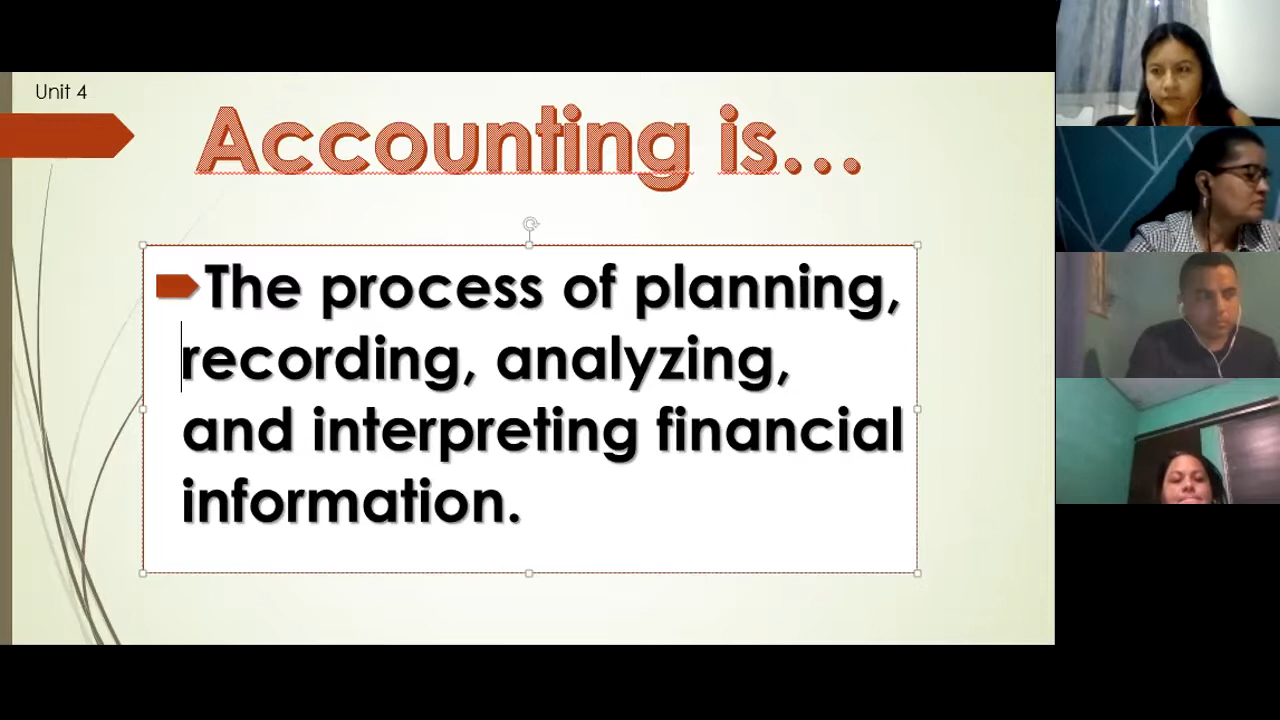 Unit 4
Accounting is...
The process of planning,
recording, analyzing,
and interpreting financial
information.